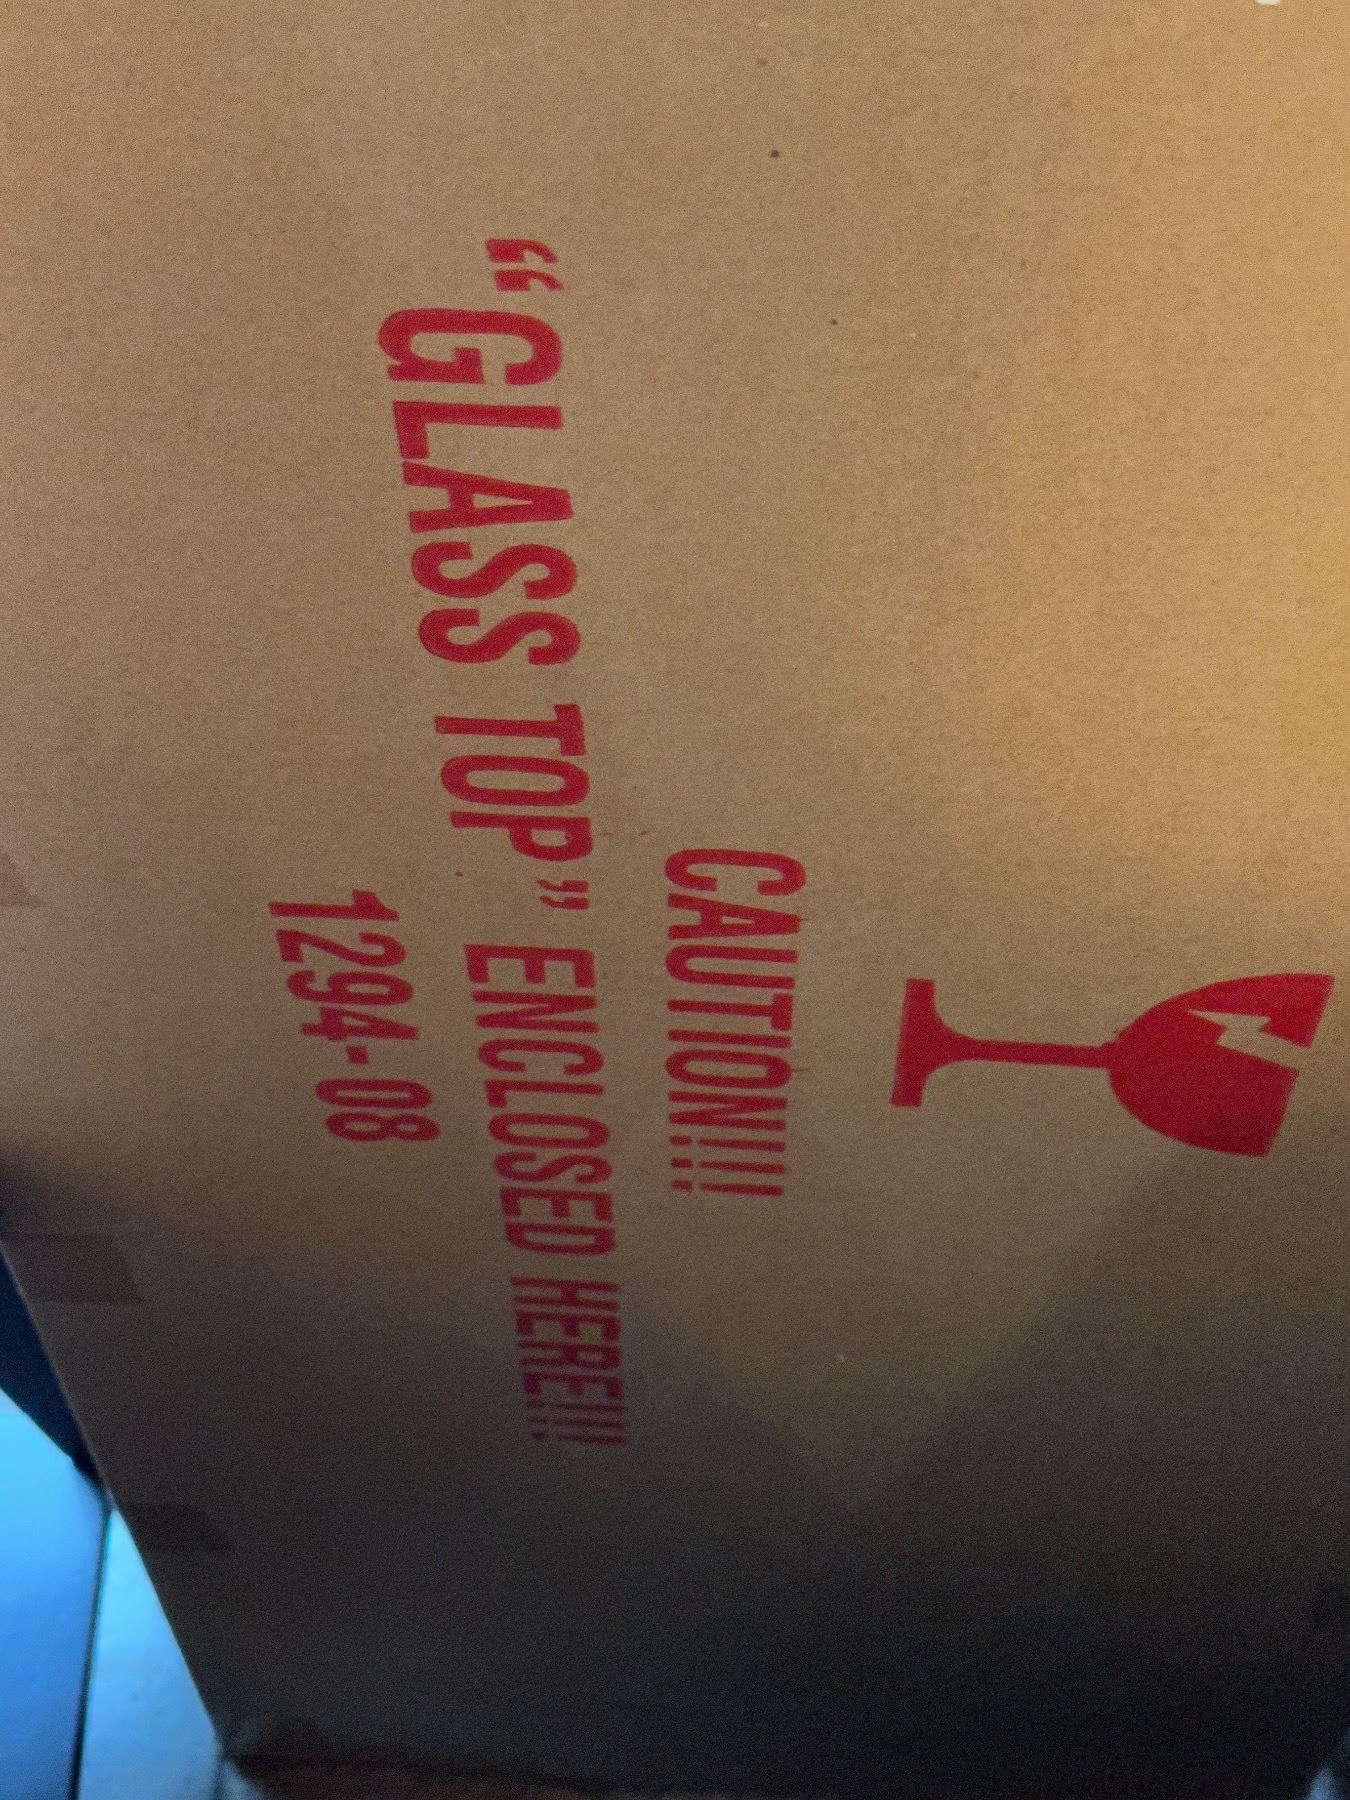 CAUTION!!!
“GLASS TOP” ENCLOSED HERE!!!
1294-08